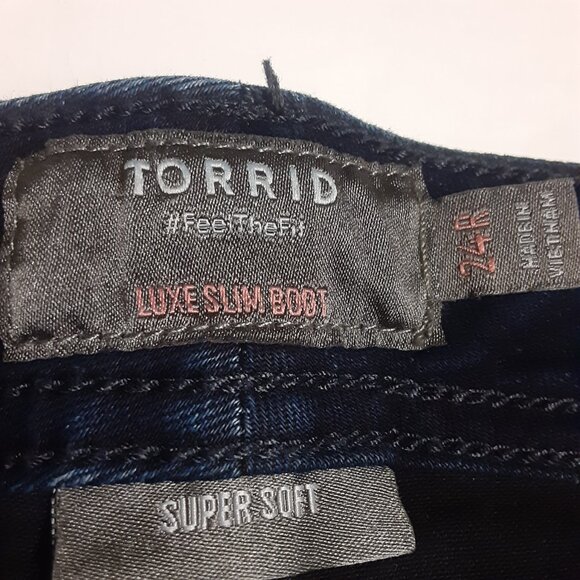 TORRID
#FeelTheFit
LUXE SLIM BOOT
24R
MADE IN
VIETNAM
SUPER SOFT